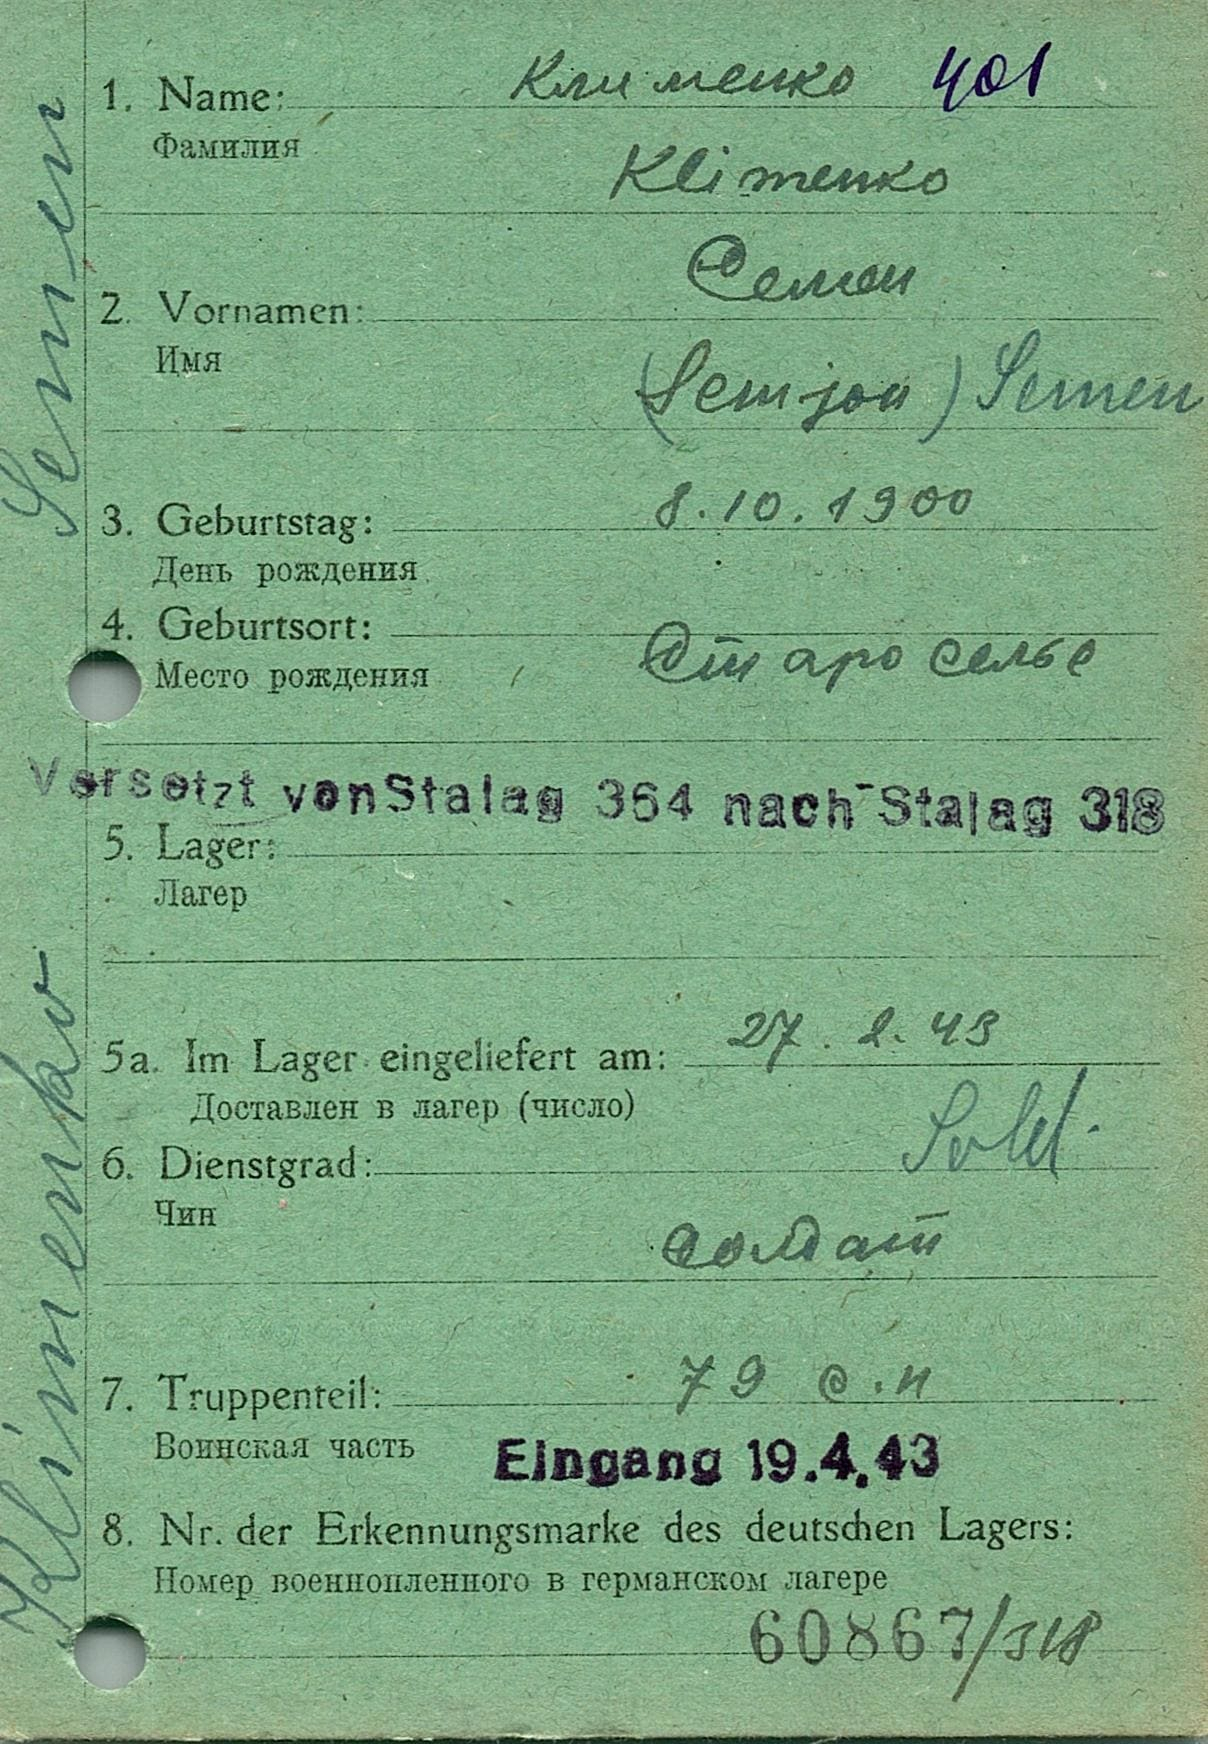 1. Name: Клименко 401
Фамилия
Klimenko
Семен
2. Vornamen:
Имя
(Semjon) Semen
3. Geburtstag: 8.10.1900
День рождения
4. Geburtsort:
Место рождения Старо селье
Versetzt von Stalag 364 nach Stalag 318
5. Lager:
Лагер
5a. Im Lager eingeliefert am: 27. 2. 43
Доставлен в лагер (число)
Sold.
6. Dienstgrad:
Чин
солдат
7. Truppenteil: 79 с.п
Воинская часть
Eingang 19.4.43
8. Nr. der Erkennungsmarke des deutschen Lagers:
Номер военнопленного в германском лагере
60867/318
Klimenko Semen